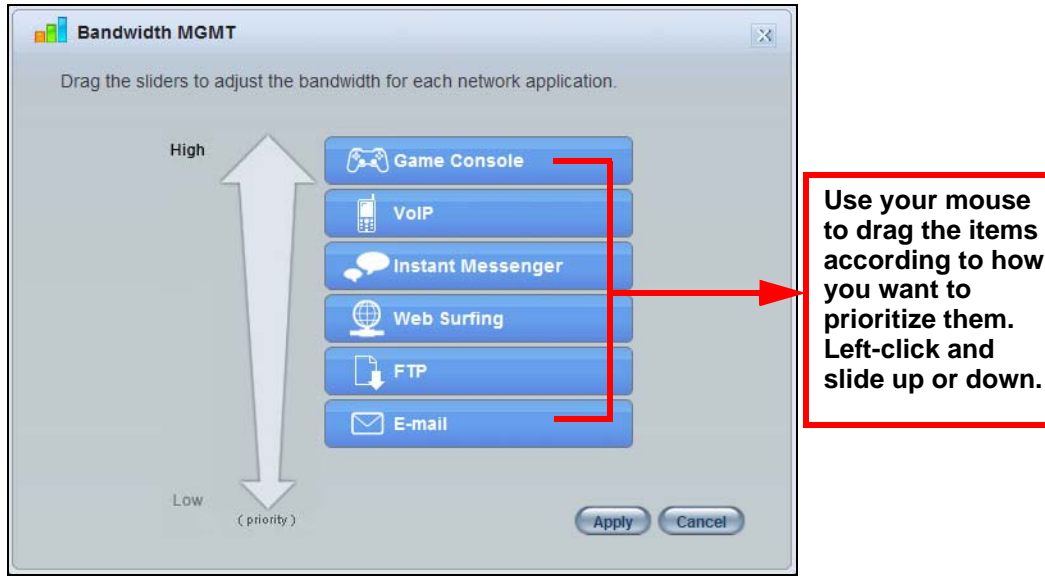 Bandwidth MGMT
Drag the sliders to adjust the bandwidth for each network application.
High
Game Console
VoIP
Instant Messenger
Web Surfing
FTP
E-mail
Low
( priority )
Apply
Cancel
Use your mouse
to drag the items
according to how
you want to
prioritize them.
Left-click and
slide up or down.